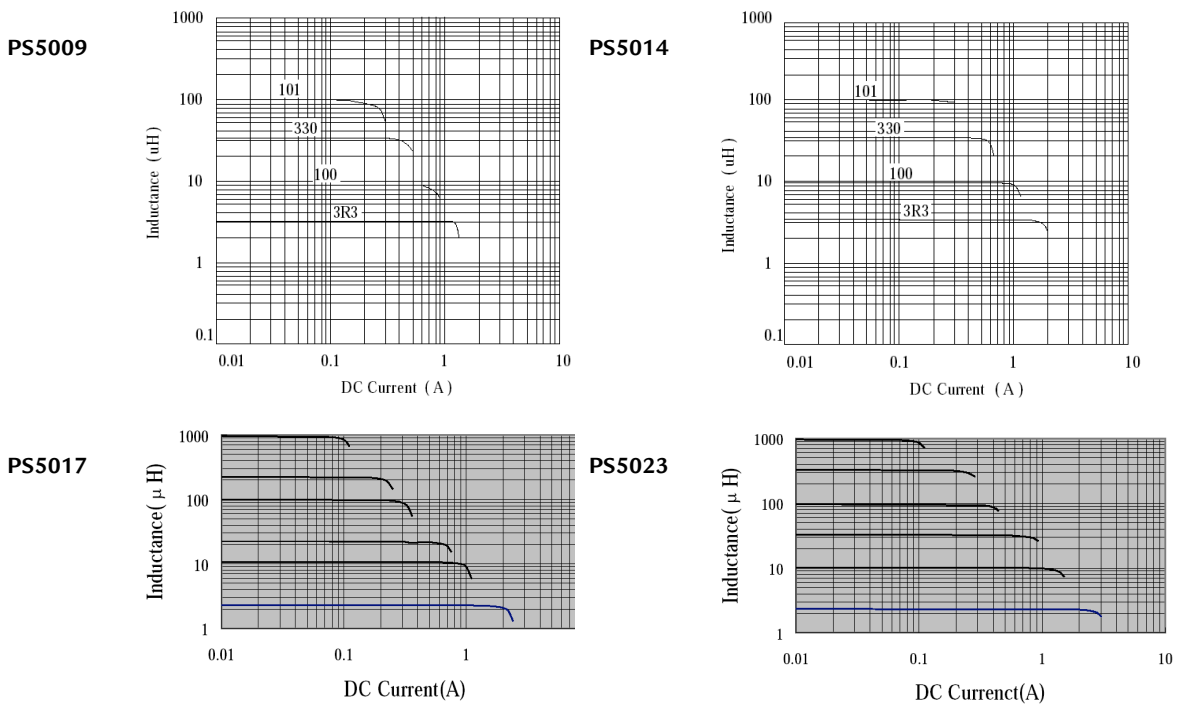 PS5009
1000
100
10
1
0.1
Inductance (uH)
101
330
100
3R3
0.01 0.1 1 10
DC Current (A)
PS5014
1000
100
10
1
0.1
Inductance (uH)
101
330
100
3R3
0.01 0.1 1 10
DC Current (A)
PS5017
1000
100
10
1
Inductance( μ H)
0.01 0.1 1
DC Current(A)
PS5023
1000
100
10
1
Inductance( μ H)
0.01 0.1 1 10
DC Currenct(A)